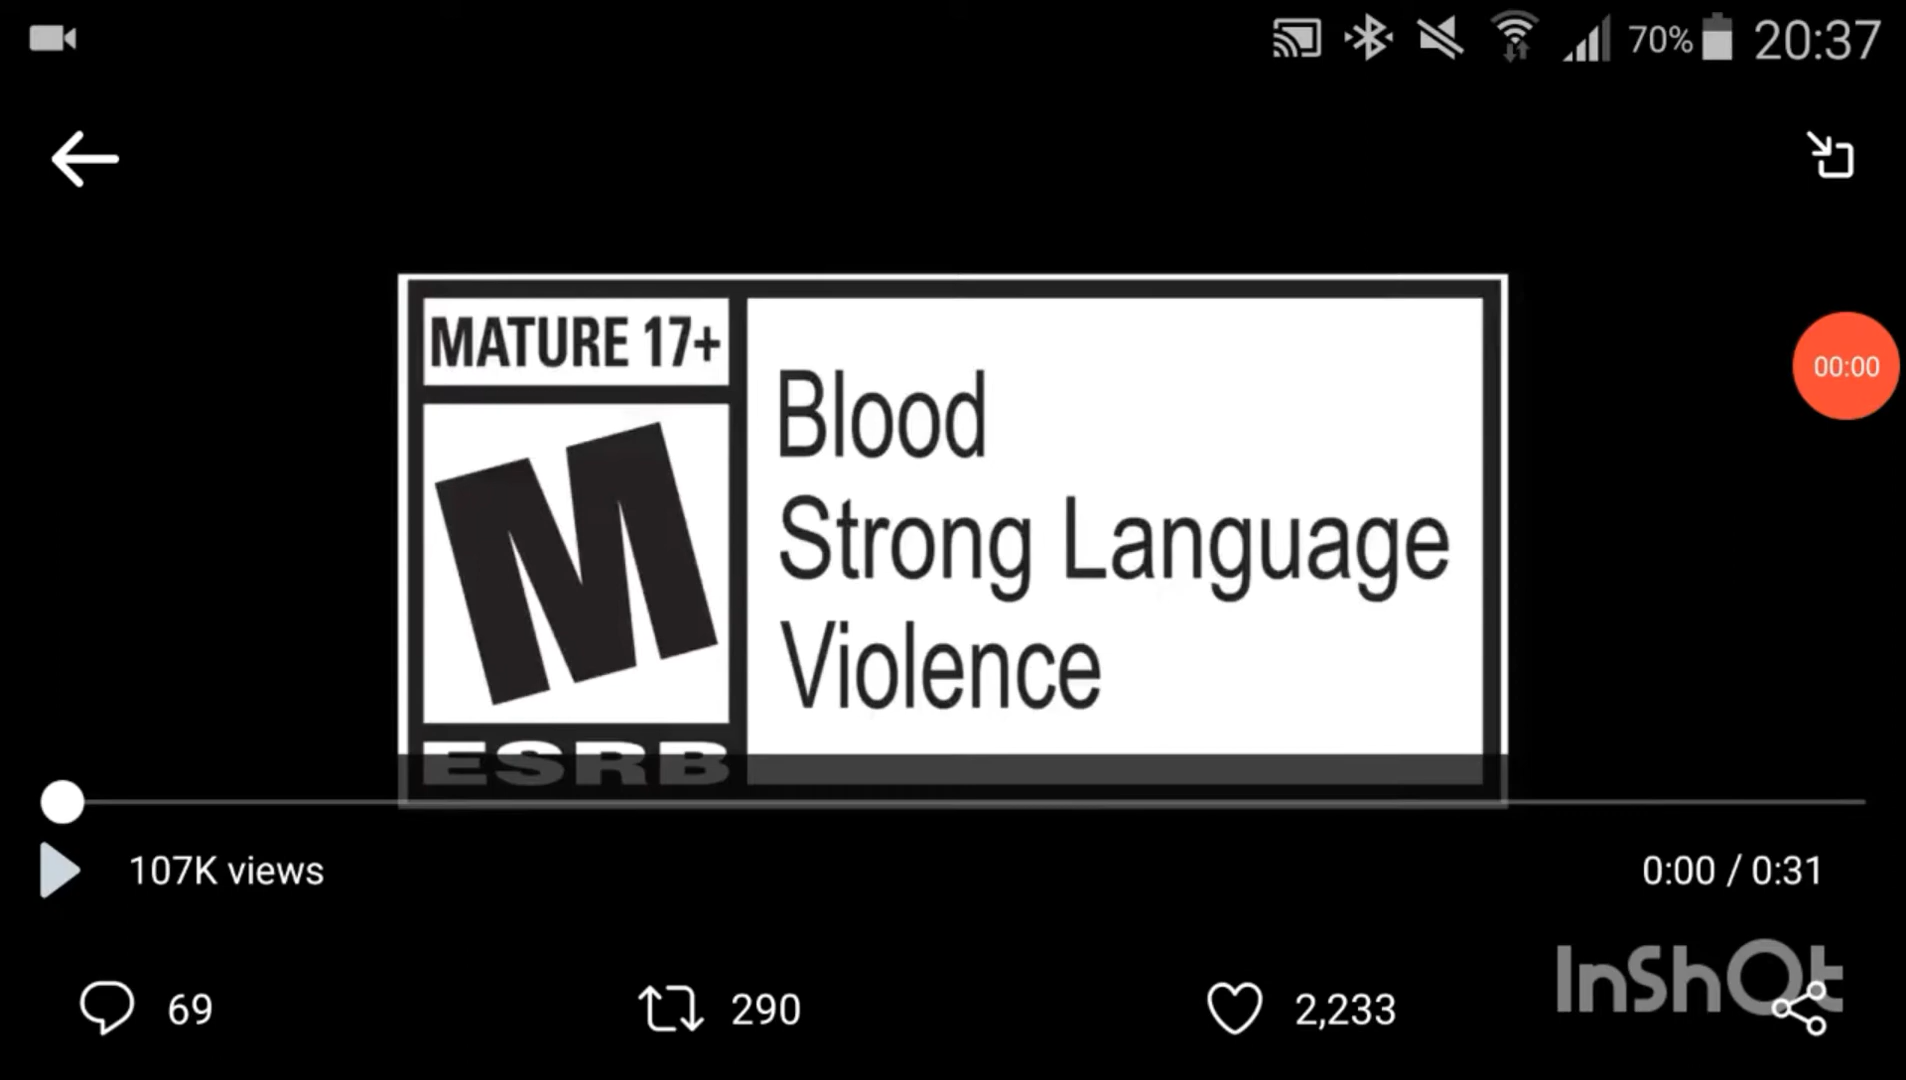 70% 20:37
MATURE 17+
M
ESRB
Blood
Strong Language
Violence
00:00
107K views
0:00 / 0:31
69
290
2,233
InShOt